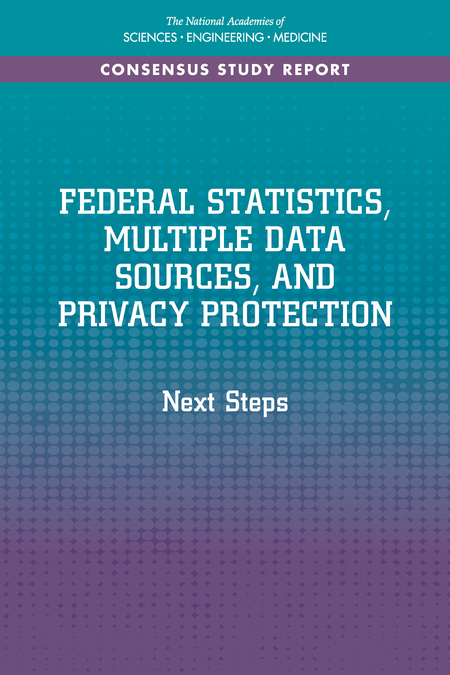 The National Academies of
SCIENCES • ENGINEERING • MEDICINE
CONSENSUS STUDY REPORT
FEDERAL STATISTICS,
MULTIPLE DATA
SOURCES, AND
PRIVACY PROTECTION
Next Steps